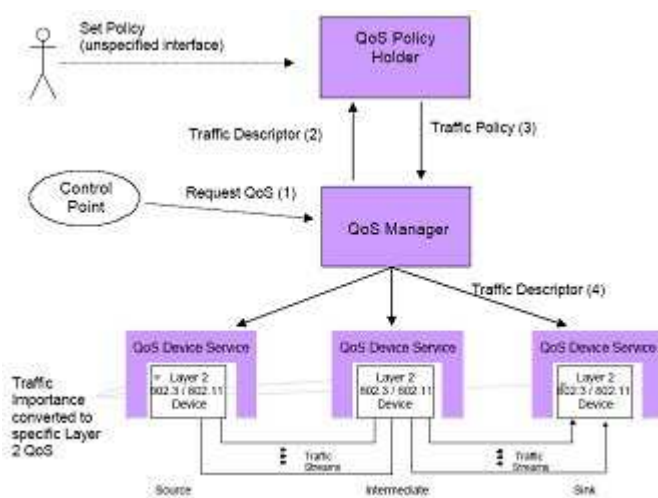 Set Policy
(unspecified interface)
QoS Policy
Holder
Traffic Descriptor (2)
Traffic Policy (3)
Control
Point
Request QoS (1)
QoS Manager
Traffic Descriptor (4)
QoS Device Service
QoS Device Service
QoS Device Service
Layer 2
802.3 / 802.11
Device
Layer 2
802.3 / 802.11
Device
Layer 2
802.3 / 802.11
Device
Traffic
Importance
converted to
specific Layer
2 QoS
Traffic
Streams
Traffic
Streams
Source
Intermediate
Sink